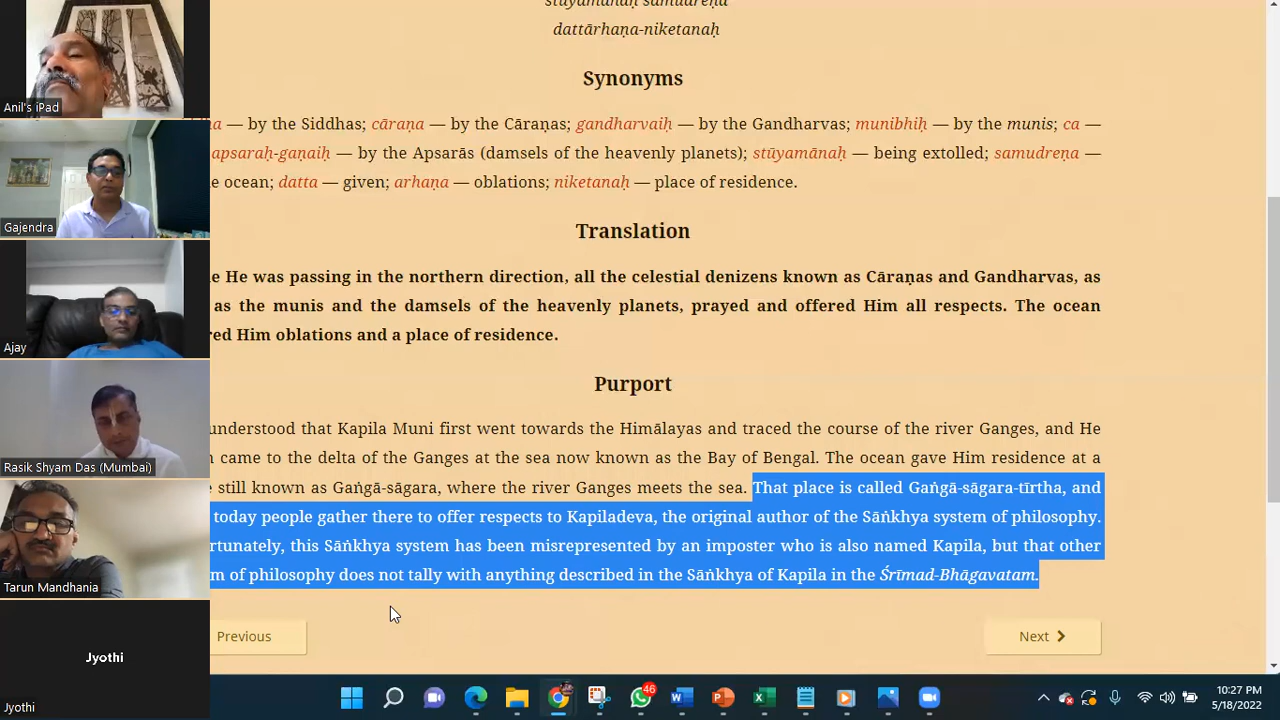 stūyamānaḥ samudreṇa
dattārhaṇa-niketanaḥ
Synonyms
— by the Siddhas; cāraṇa — by the Cāraṇas; gandharvaiḥ — by the Gandharvas; munibhiḥ — by the munis; ca —
apsaraḥ-gaṇaiḥ — by the Apsarās (damsels of the heavenly planets); stūyamānaḥ — being extolled; samudreṇa —
ocean; datta — given; arhaṇa — oblations; niketanaḥ — place of residence.
Translation
He was passing in the northern direction, all the celestial denizens known as Cāraṇas and Gandharvas, as
as the munis and the damsels of the heavenly planets, prayed and offered Him all respects. The ocean
Him oblations and a place of residence.
Purport
understood that Kapila Muni first went towards the Himālayas and traced the course of the river Ganges, and He
came to the delta of the Ganges at the sea now known as the Bay of Bengal. The ocean gave Him residence at a
still known as Gaṅgā-sāgara, where the river Ganges meets the sea. That place is called Gaṅgā-sāgara-tīrtha, and
today people gather there to offer respects to Kapiladeva, the original author of the Sāṅkhya system of philosophy.
this Sāṅkhya system has been misrepresented by an imposter who is also named Kapila, but that other
of philosophy does not tally with anything described in the Sāṅkhya of Kapila in the Śrīmad-Bhāgavatam.
Previous
Next
Anil's iPad
Gajendra
Ajay
Rasik Shyam Das (Mumbai)
Tarun Mandhania
Jyothi
Jyothi
46
10:27 PM
5/18/2022